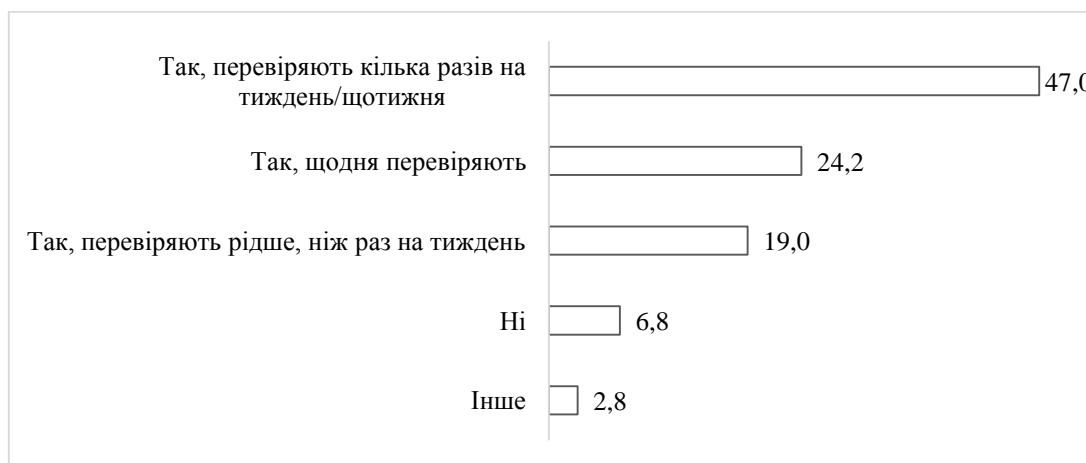 Так, перевіряють кілька разів на
тиждень/щотижня
47,0
Так, щодня перевіряють
24,2
Так, перевіряють рідше, ніж раз на тиждень
19,0
Ні
6,8
Інше
2,8